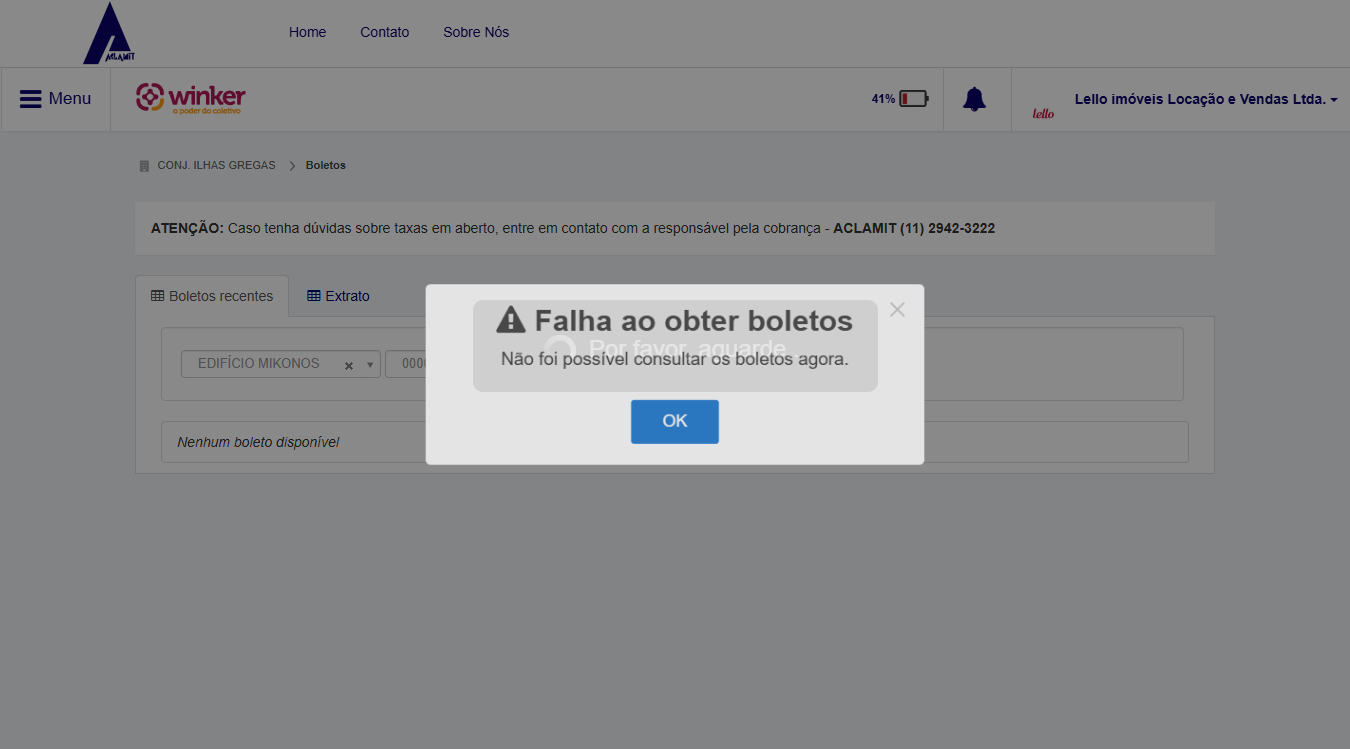 ACLAMIT
Home Contato Sobre Nós
Menu winker
o poder do coletivo
41%
lello
Lello imóveis Locação e Vendas Ltda.
CONJ. ILHAS GREGAS > Boletos
ATENÇÃO: Caso tenha dúvidas sobre taxas em aberto, entre em contato com a responsável pela cobrança - ACLAMIT (11) 2942-3222
Boletos recentes Extrato
Falha ao obter boletos ×
Por favor, aguarde...
Não foi possível consultar os boletos agora.
EDIFÍCIO MIKONOS ×
OK
Nenhum boleto disponível